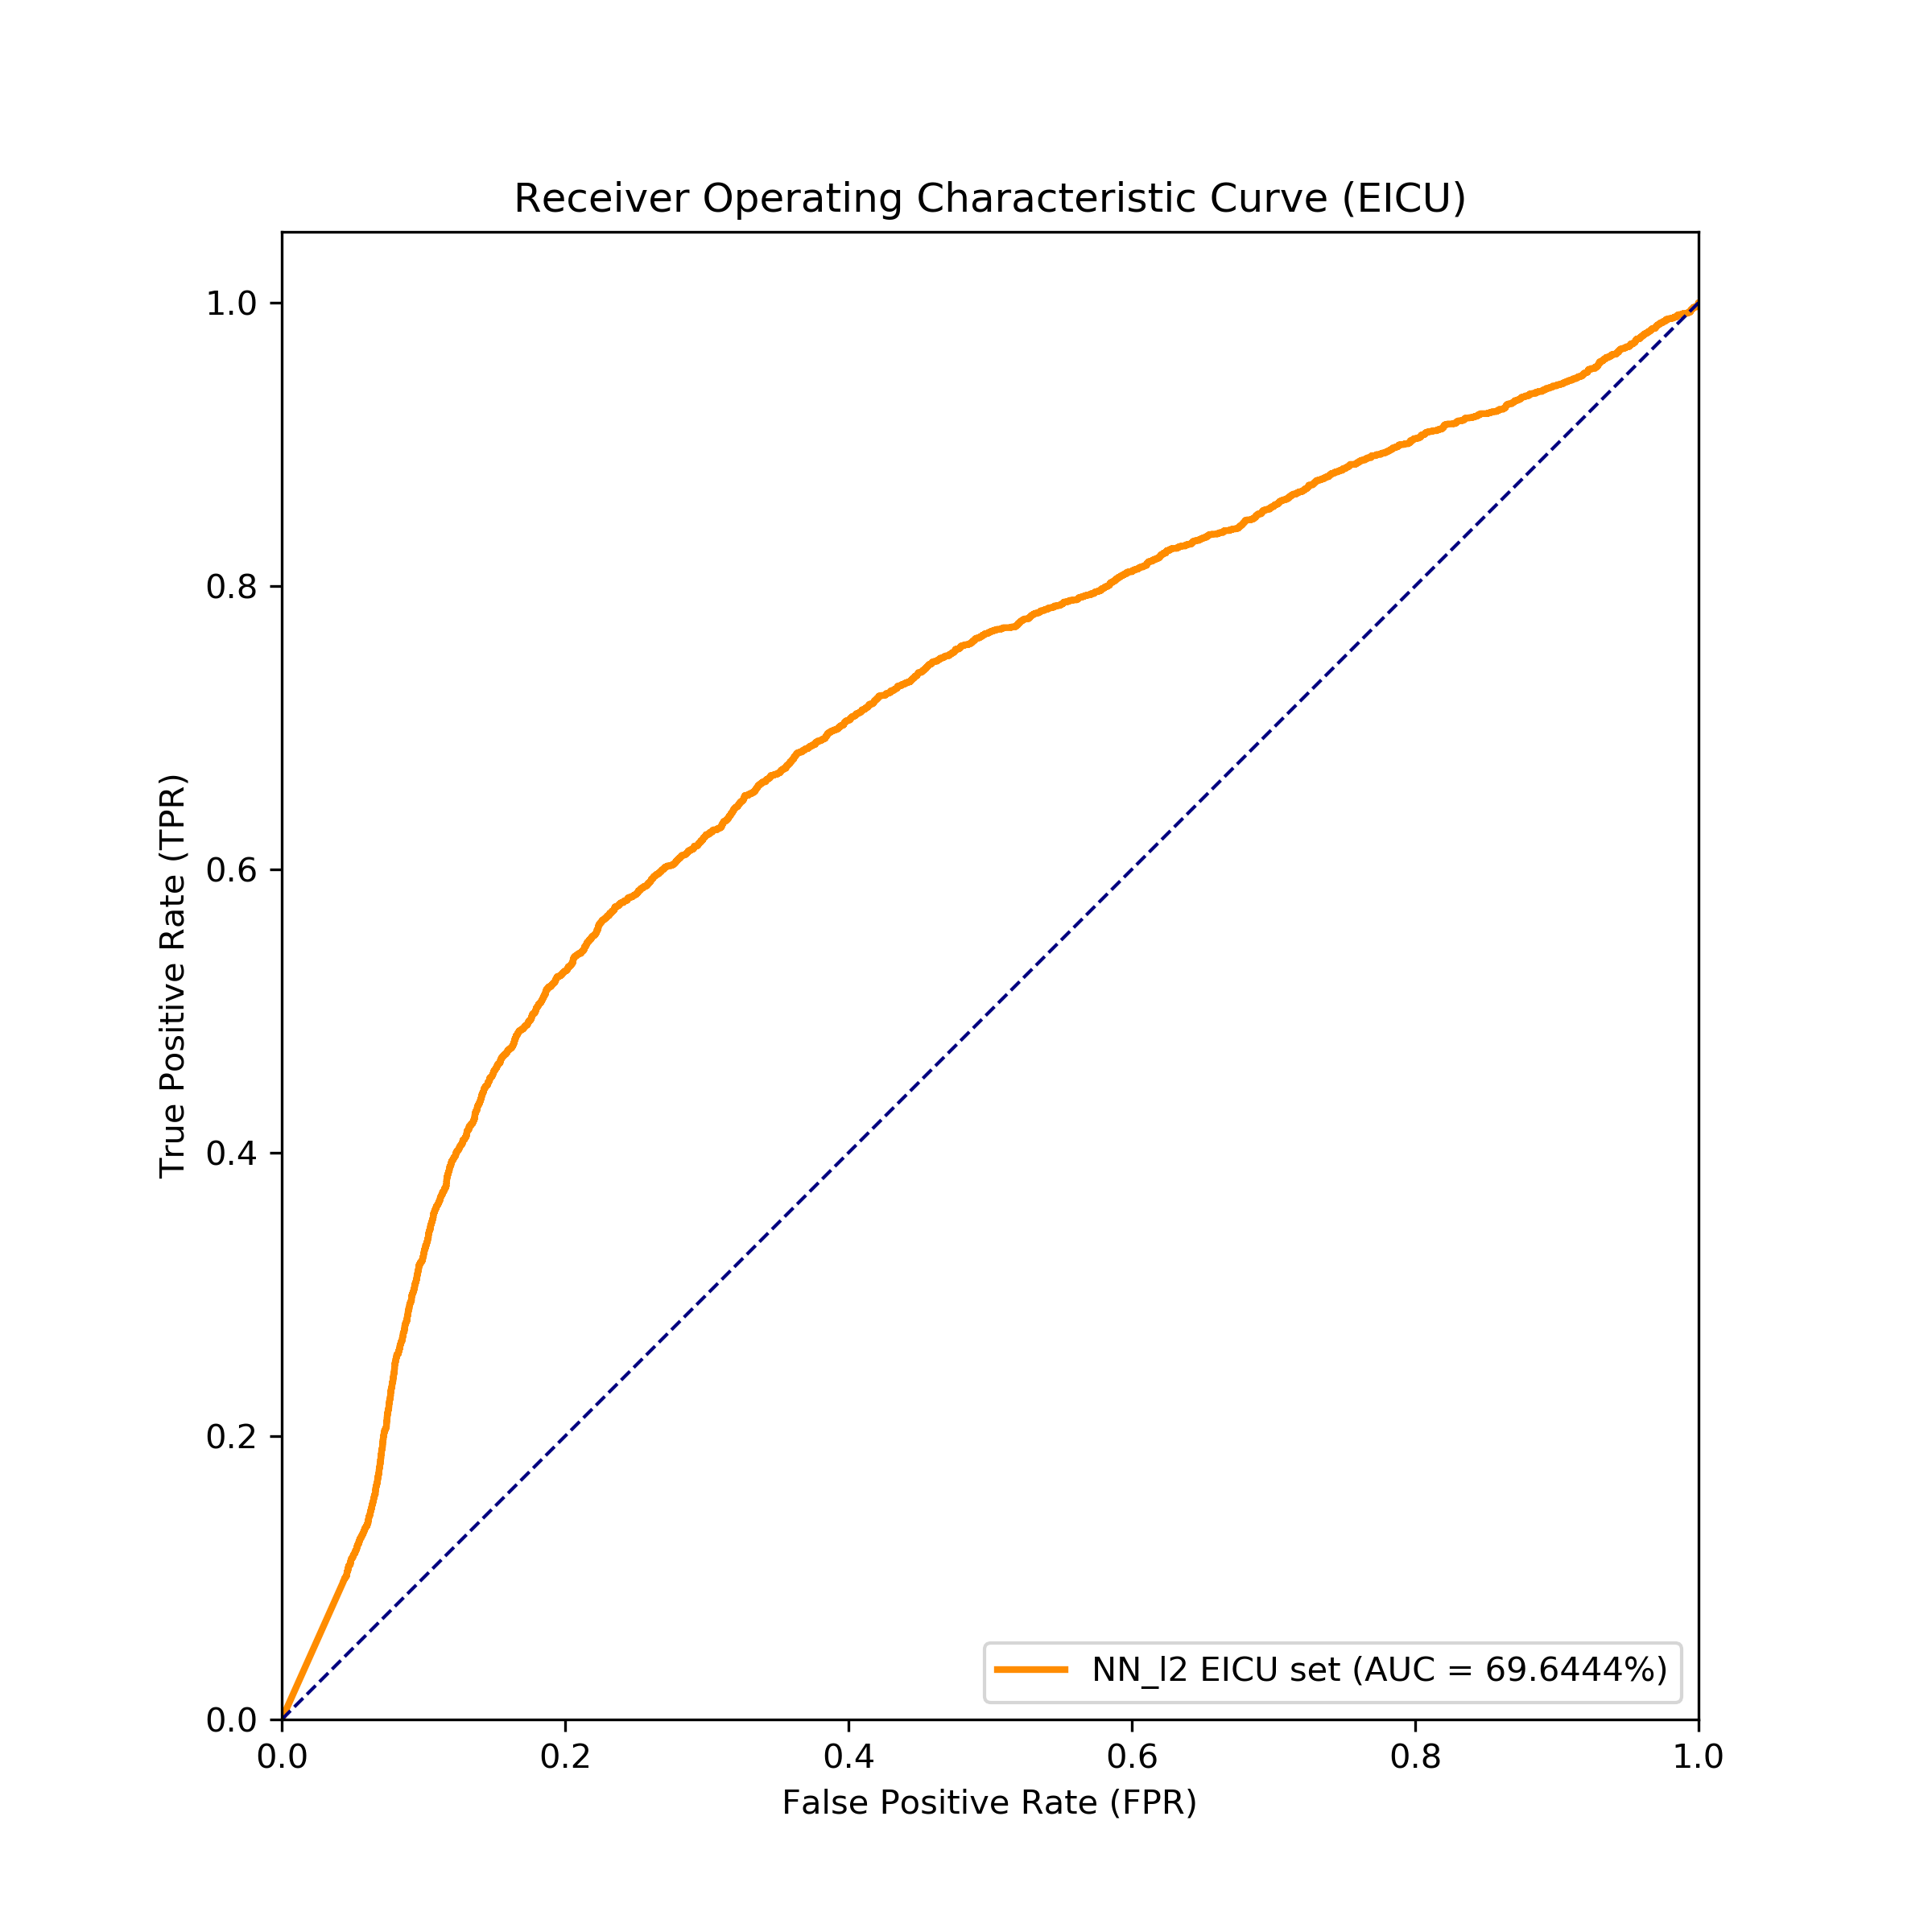 Receiver Operating Characteristic Curve (EICU)
True Positive Rate (TPR)
1.0
0.8
0.6
0.4
0.2
0.0
NN_l2 EICU set (AUC = 69.6444%)
0.0 0.2 0.4 0.6 0.8 1.0
False Positive Rate (FPR)